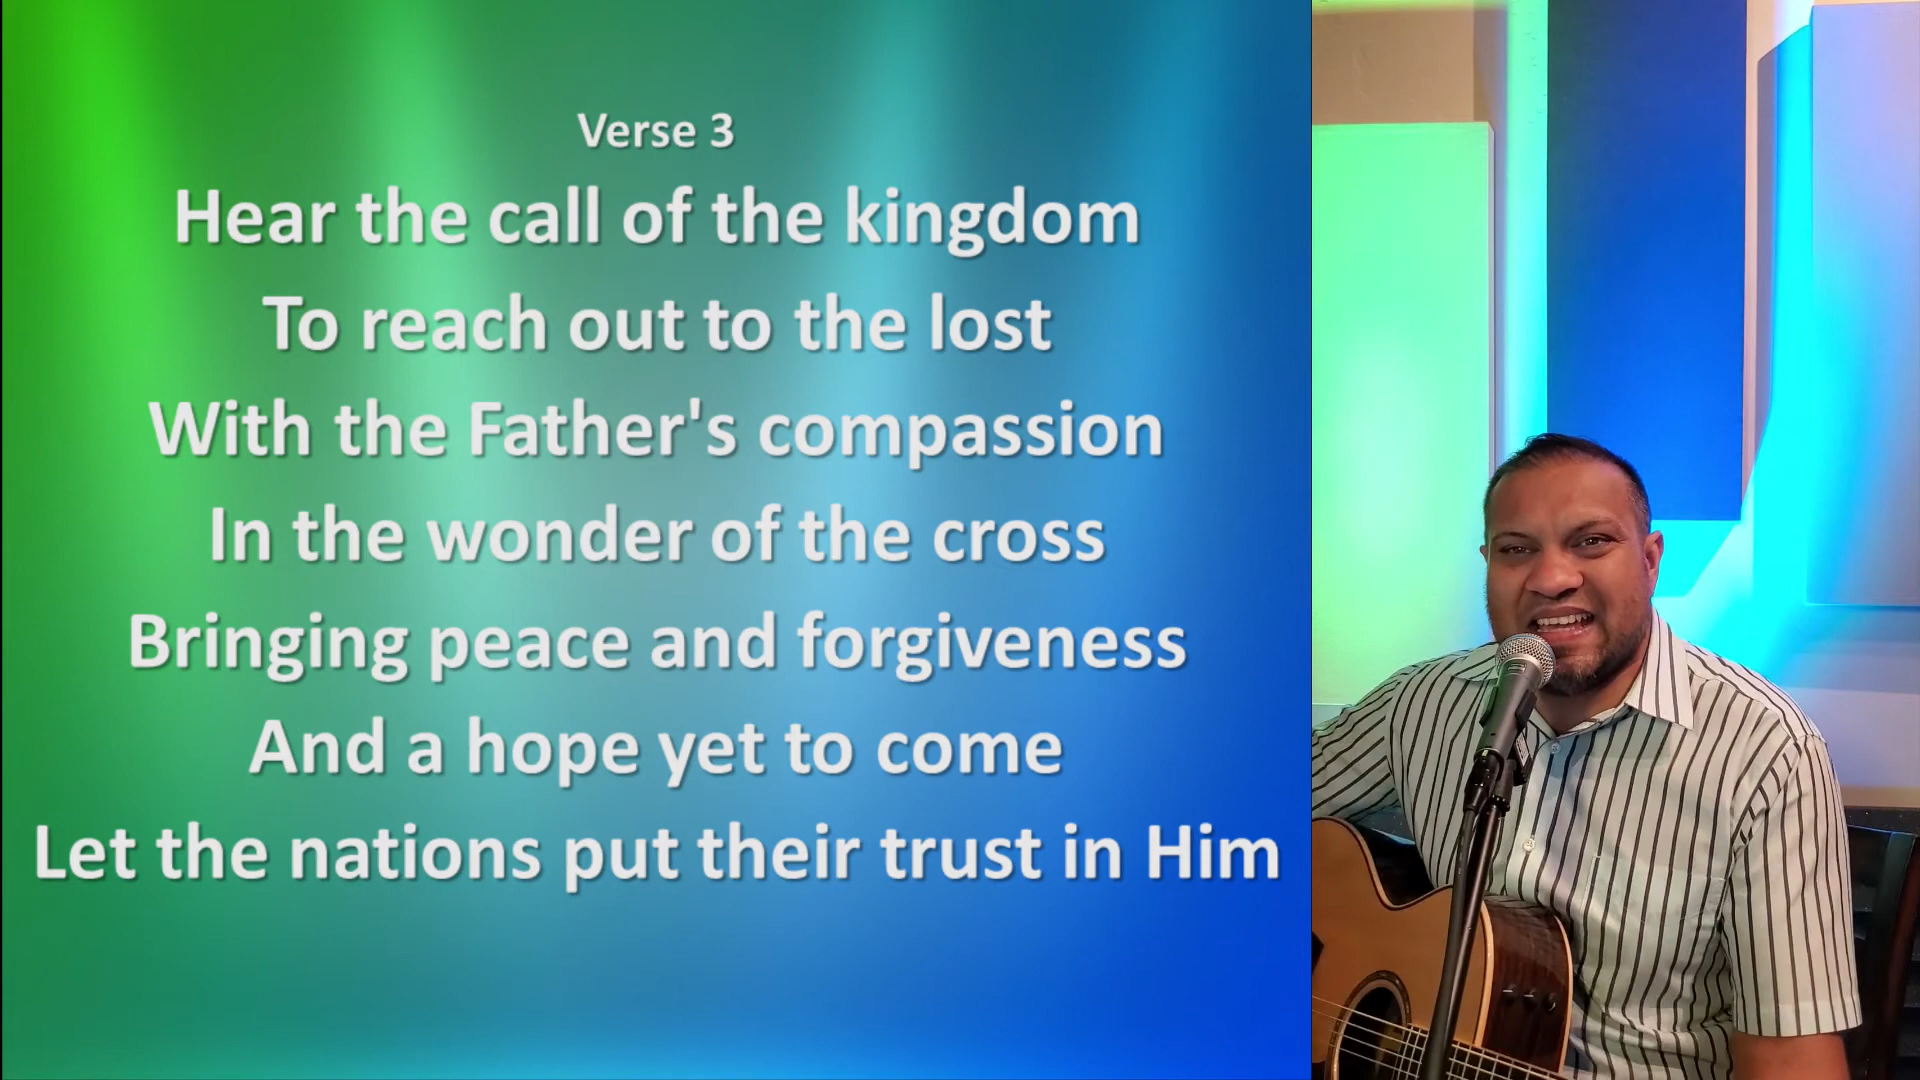 Verse 3
Hear the call of the kingdom
To reach out to the lost
With the Father's compassion
In the wonder of the cross
Bringing peace and forgiveness
And a hope yet to come
Let the nations put their trust in Him